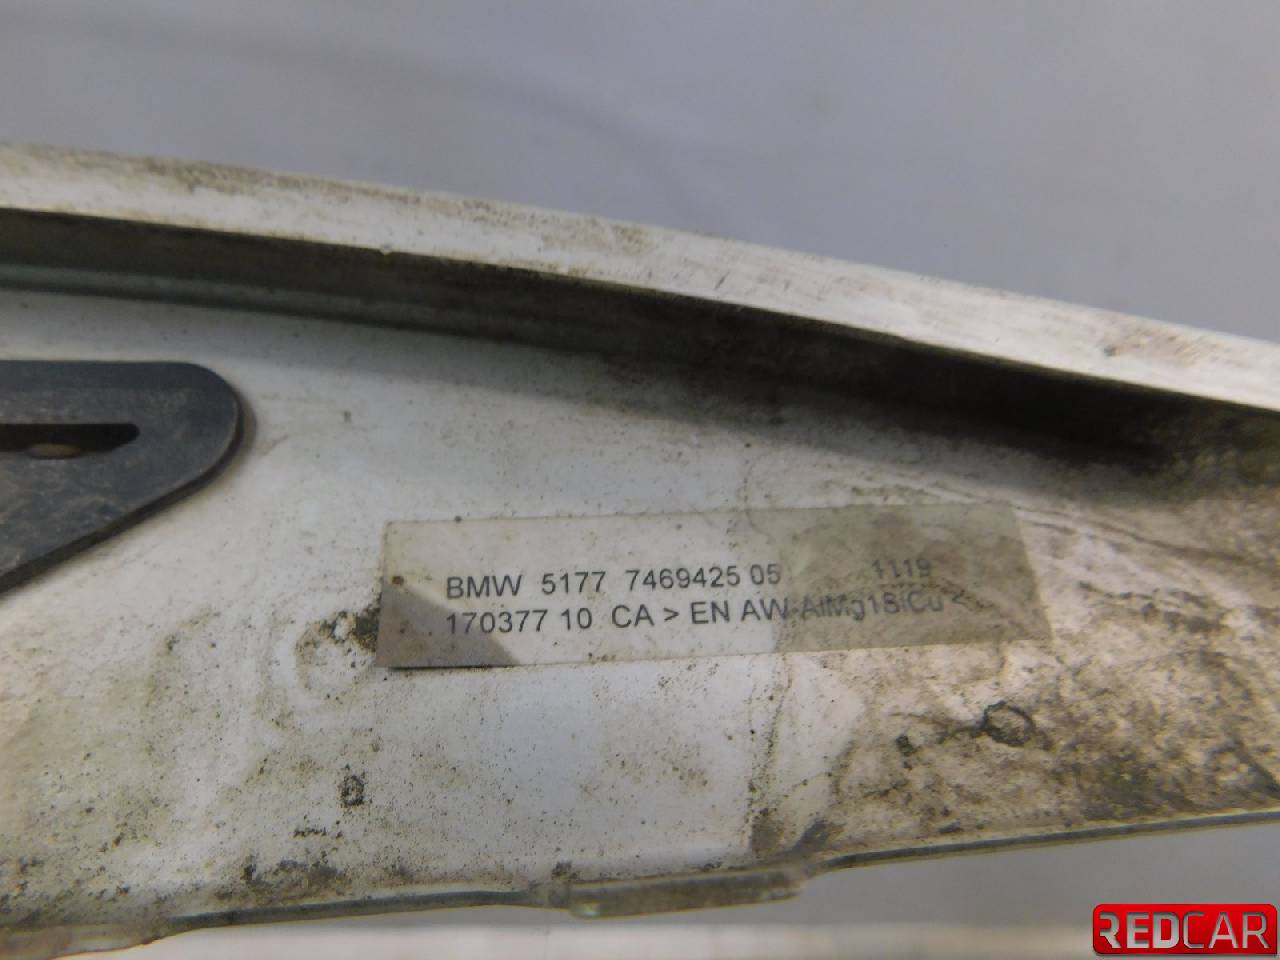 BMW 5177 7469425 05 1119
170377 10 CA > EN AW-AlMg1SiCu <
REDCAR